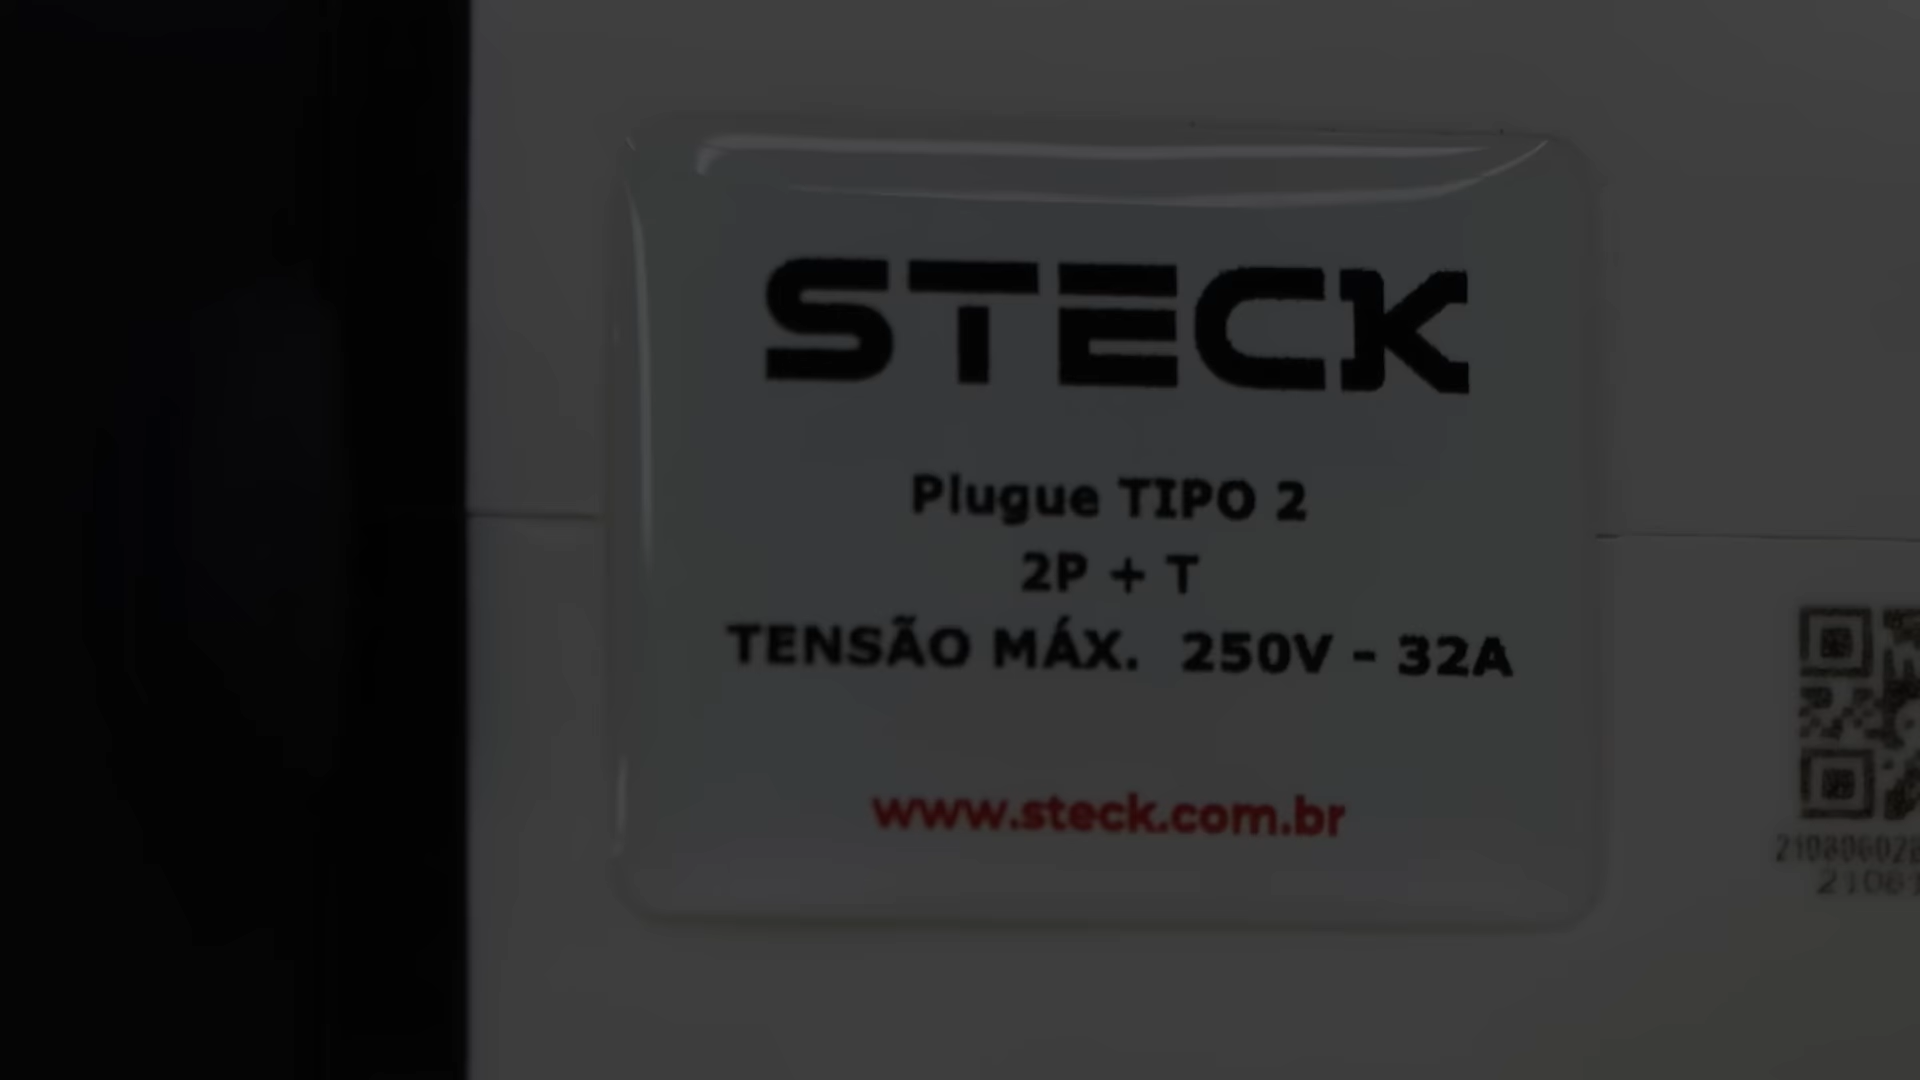 STECK
Plugue TIPO 2
2P + T
TENSÃO MÁX. 250V - 32A
www.steck.com.br